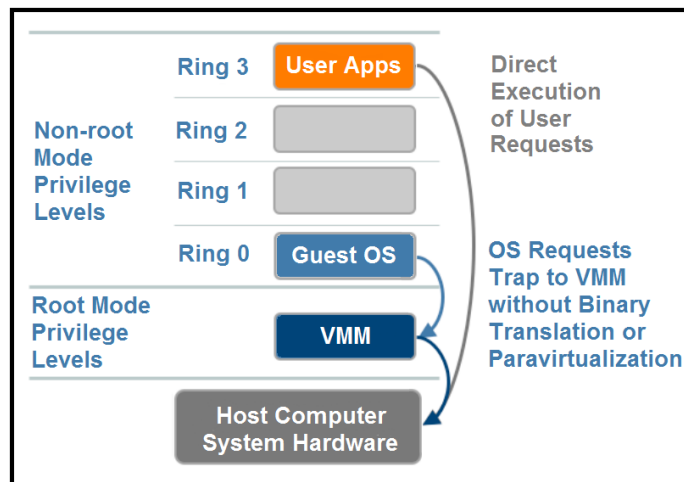 Ring 3
User Apps
Direct
Execution
of User
Requests
Non-root
Mode
Privilege
Levels
Ring 2
Ring 1
Ring 0
Guest OS
OS Requests
Trap to VMM
without Binary
Translation or
Paravirtualization
Root Mode
Privilege
Levels
VMM
Host Computer
System Hardware